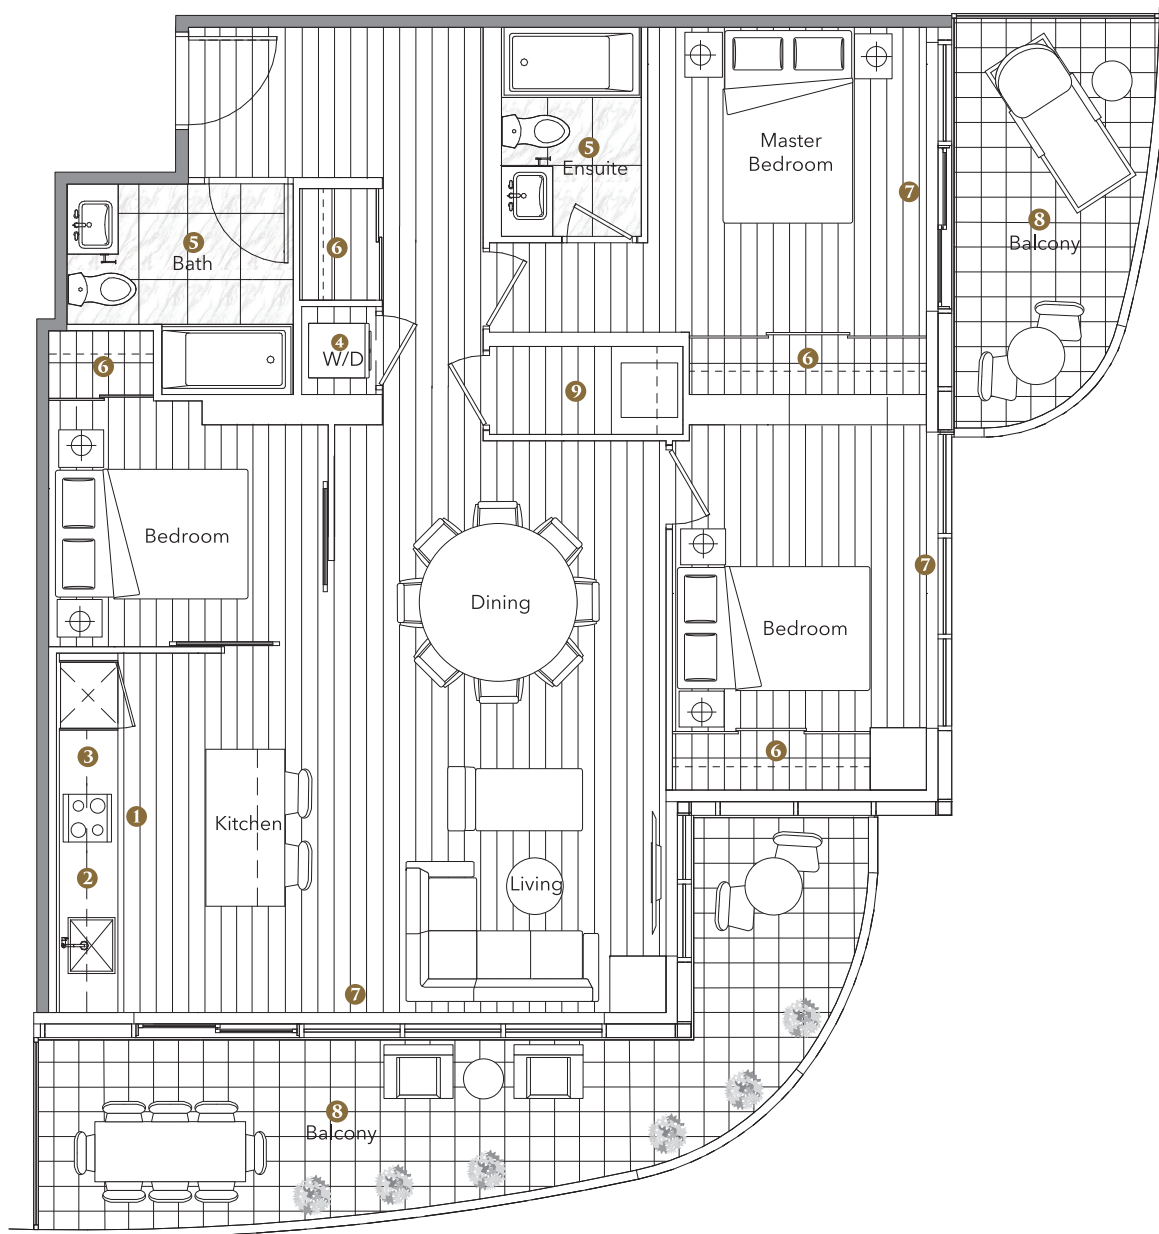 Master
Bedroom
5
Ensuite
7
8
Balcony
5
Bath
6
4
W/D
6
6
9
Bedroom
7
Dining
Bedroom
6
3
1
Kitchen
2
Living
7
8
Balcony